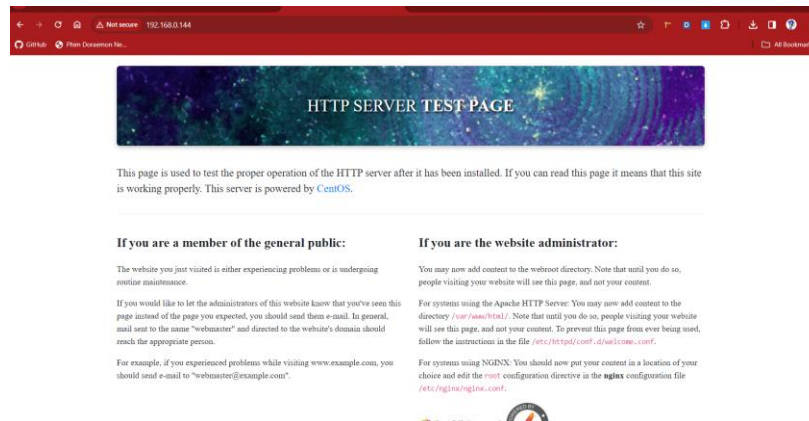 Not secure 192.168.0.144
GitHub Phim Doraemon Ne... All Bookmar
HTTP SERVER TEST PAGE
This page is used to test the proper operation of the HTTP server after it has been installed. If you can read this page it means that this site
is working properly. This server is powered by CentOS.
If you are a member of the general public:
The website you just visited is either experiencing problems or is undergoing
routine maintenance.
If you would like to let the administrators of this website know that you've seen this
page instead of the page you expected, you should send them e-mail. In general,
mail sent to the name "webmaster" and directed to the website's domain should
reach the appropriate person.
For example, if you experienced problems while visiting www.example.com, you
should send e-mail to "webmaster@example.com".
If you are the website administrator:
You may now add content to the webroot directory. Note that until you do so,
people visiting your website will see this page, and not your content.
For systems using the Apache HTTP Server: You may now add content to the
directory /var/www/html/. Note that until you do so, people visiting your website
will see this page, and not your content. To prevent this page from ever being used,
follow the instructions in the file /etc/httpd/conf.d/welcome.conf.
For systems using NGINX: You should now put your content in a location of your
choice and edit the root configuration directive in the nginx configuration file
/etc/nginx/nginx.conf.